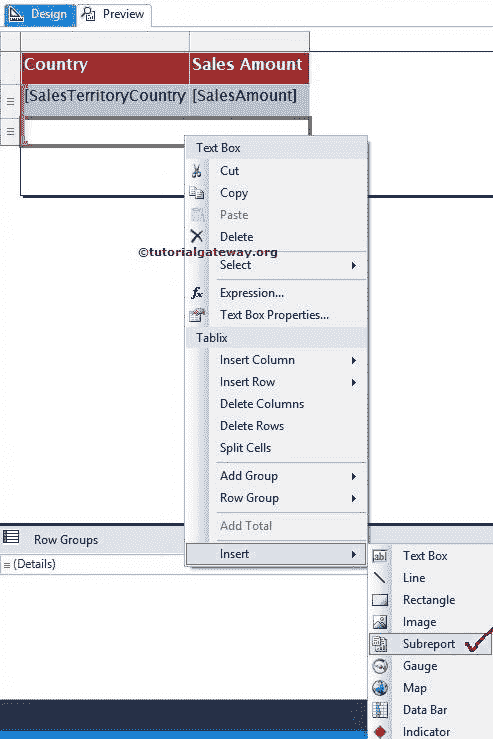 Design Preview
Country Sales Amount
[SalesTerritoryCountry [SalesAmount]
Text Box
Cut
Copy
Paste
Delete
©tutorialgateway.org
Select
fx Expression...
Text Box Properties...
Tablix
Insert Column
Insert Row
Delete Columns
Delete Rows
Split Cells
Add Group
Row Group
Add Total
Row Groups
Insert
(Details)
ab Text Box
Line
Rectangle
Image
Subreport
Gauge
Map
Data Bar
Indicator